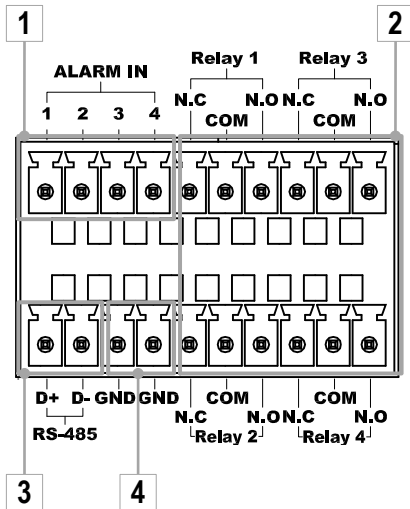 1 2
Relay 1 Relay 3
ALARM IN
N.C N.O N.C N.O
1 2 3 4 COM COM
D+ D- GND GND COM COM
N.C N.O N.C N.O
RS-485 Relay 2 Relay 4
3 4